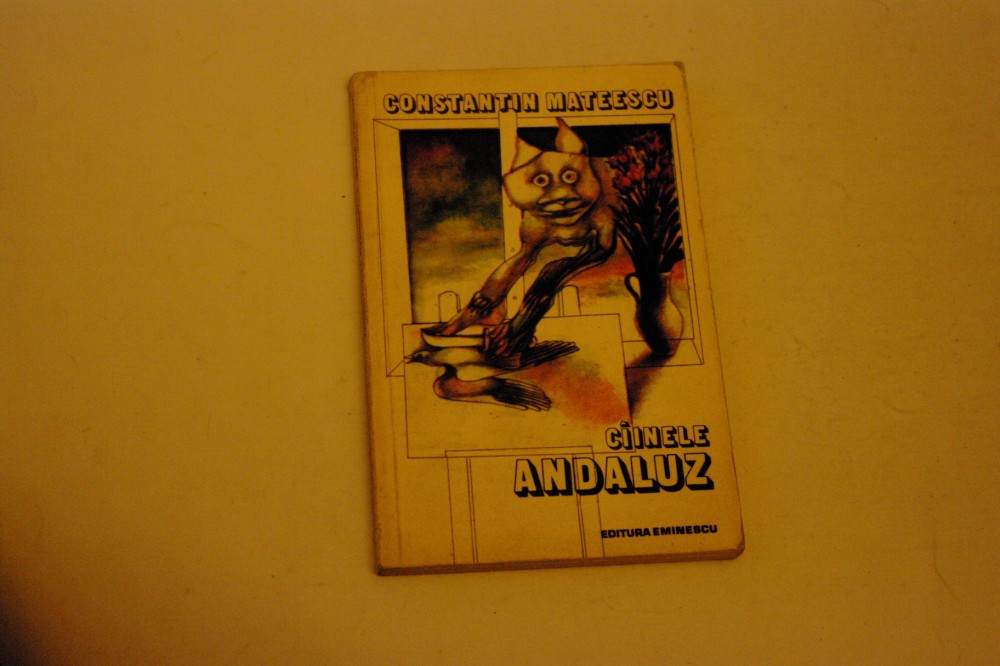 CONSTANTIN MATEESCU
CÎINELE
ANDALUZ
EDITURA EMINESCU